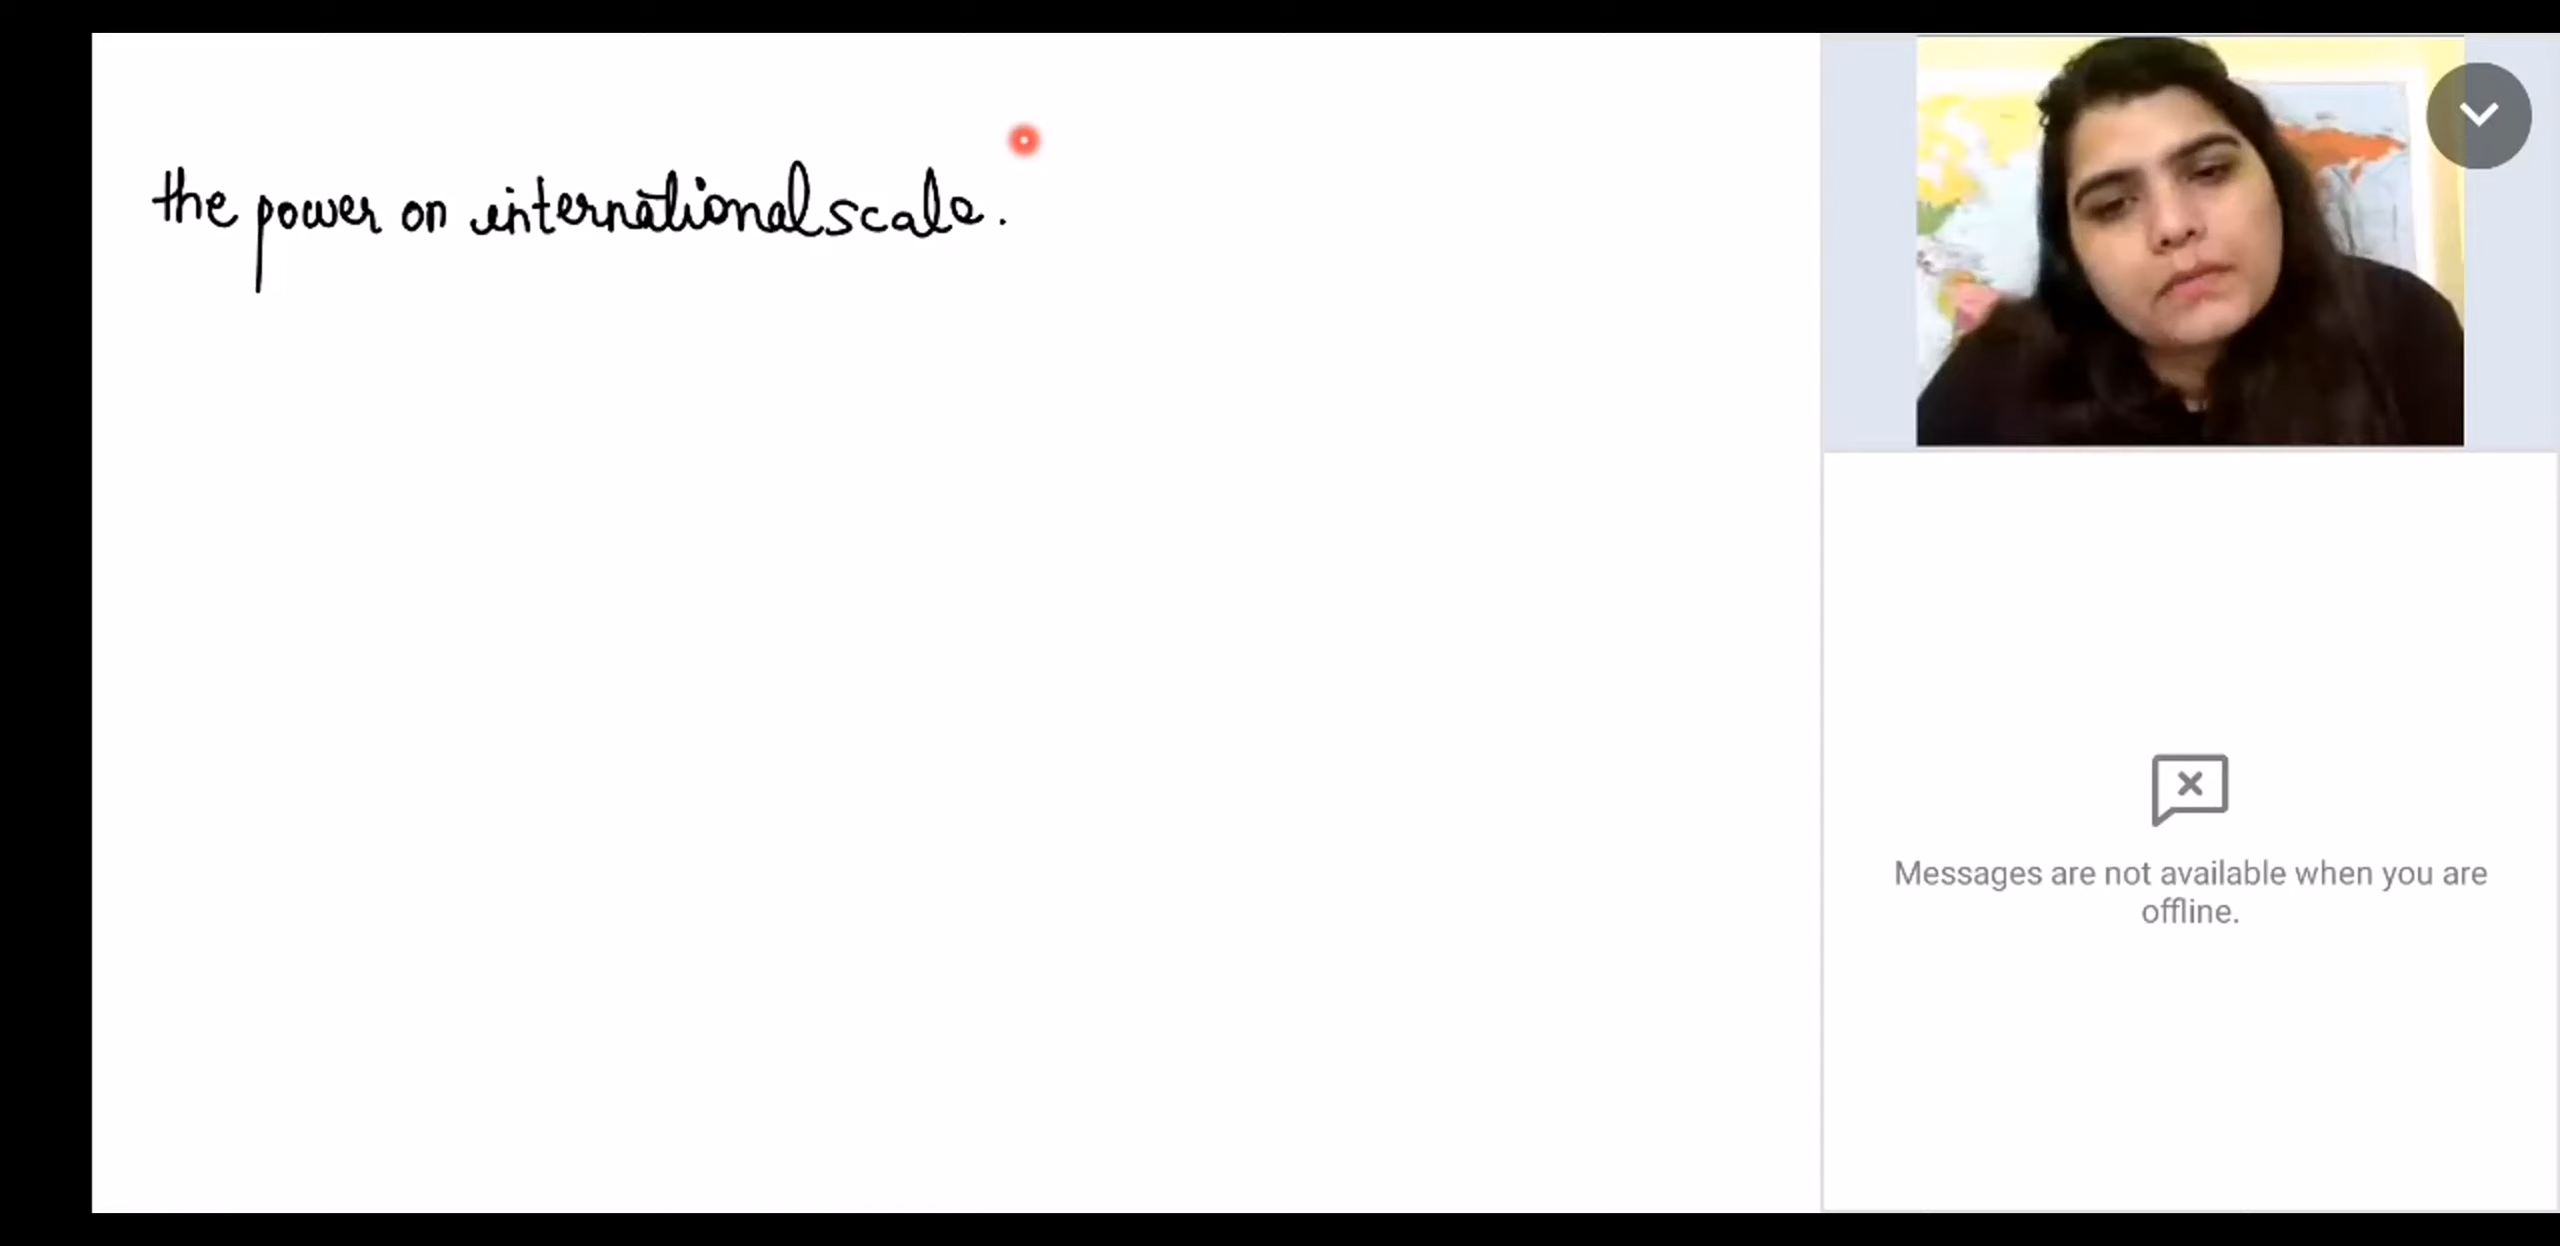 the power on international scale.
Messages are not available when you are
offline.